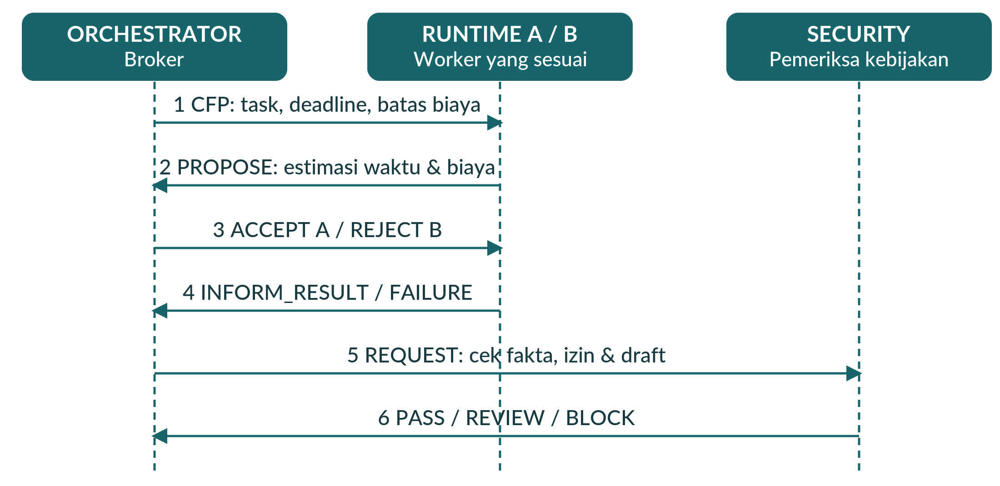 ORCHESTRATOR
Broker
RUNTIME A / B
Worker yang sesuai
SECURITY
Pemeriksa kebijakan
1 CFP: task, deadline, batas biaya
2 PROPOSE: estimasi waktu & biaya
3 ACCEPT A / REJECT B
4 INFORM_RESULT / FAILURE
5 REQUEST: cek fakta, izin & draft
6 PASS / REVIEW / BLOCK